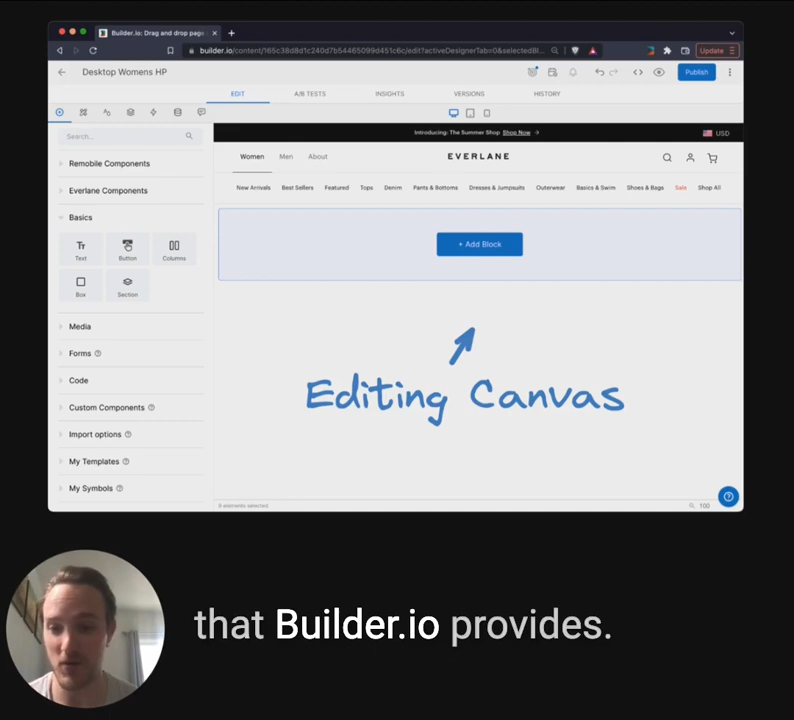 Builder.io: Drag and drop page
builder.io/content/165c38d8d1c240d7b54465099d451c6c/edit?activeDesignerTab=0&selectedBl...
Update
Desktop Womens HP
Publish
EDIT
A/B TESTS
INSIGHTS
VERSIONS
HISTORY
Search...
Remobile Components
Everlane Components
Basics
Text
Button
Columns
Box
Section
Media
Forms
Code
Custom Components
Import options
My Templates
My Symbols
Introducing: The Summer Shop Shop Now
USD
Women Men About
EVERLANE
New Arrivals Best Sellers Featured Tops Denim Pants & Bottoms Dresses & Jumpsuits Outerwear Basics & Swim Shoes & Bags Sale Shop All
+ Add Block
Editing Canvas
0 elements selected
100
that Builder.io provides.